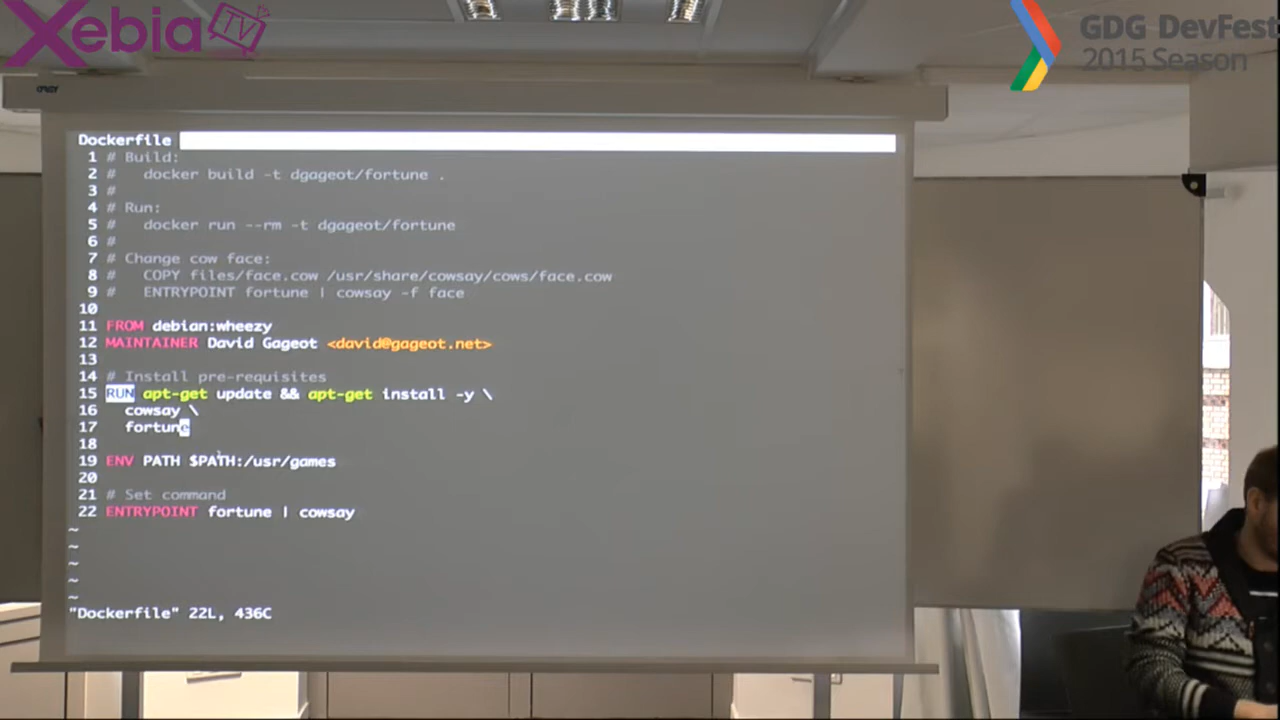 Xebia TV
GDG DevFest
2015 Season
Dockerfile
1 # Build:
2 #   docker build -t dgageot/fortune .
3 #
4 # Run:
5 #   docker run --rm -t dgageot/fortune
6 #
7 # Change cow face:
8 #   COPY files/face.cow /usr/share/cowsay/cows/face.cow
9 #   ENTRYPOINT fortune | cowsay -f face
10
11 FROM debian:wheezy
12 MAINTAINER David Gageot <david@gageot.net>
13
14 # Install pre-requisites
15 RUN apt-get update && apt-get install -y \
16   cowsay \
17   fortune
18
19 ENV PATH $PATH:/usr/games
20
21 # Set command
22 ENTRYPOINT fortune | cowsay
~
~
~
~
~
"Dockerfile" 22L, 436C